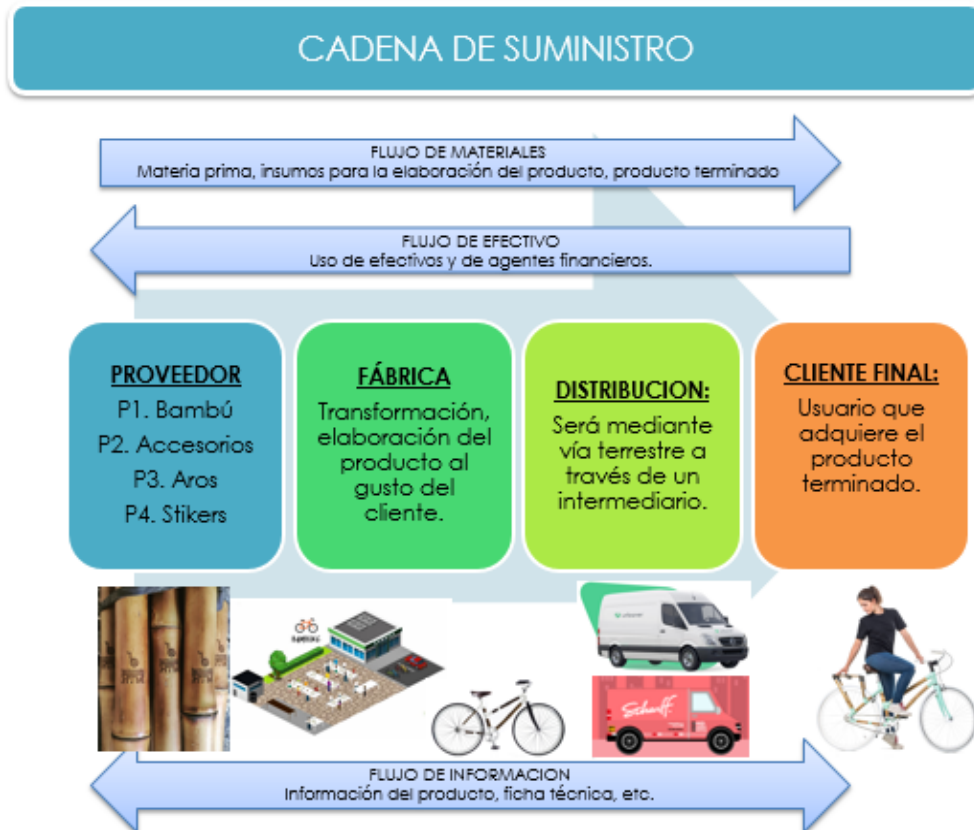 CADENA DE SUMINISTRO
FLUJO DE MATERIALES
Materia prima, insumos para la elaboración del producto, producto terminado
FLUJO DE EFECTIVO
Uso de efectivos y de agentes financieros.
PROVEEDOR
P1. Bambú
P2. Accesorios
P3. Aros
P4. Stikers
FÁBRICA
Transformación,
elaboración del
producto al
gusto del
cliente.
DISTRIBUCION:
Será mediante
vía terrestre a
través de un
intermediario.
CLIENTE FINAL:
Usuario que
adquiere el
producto
terminado.
Scharff
FLUJO DE INFORMACION
Información del producto, ficha técnica, etc.